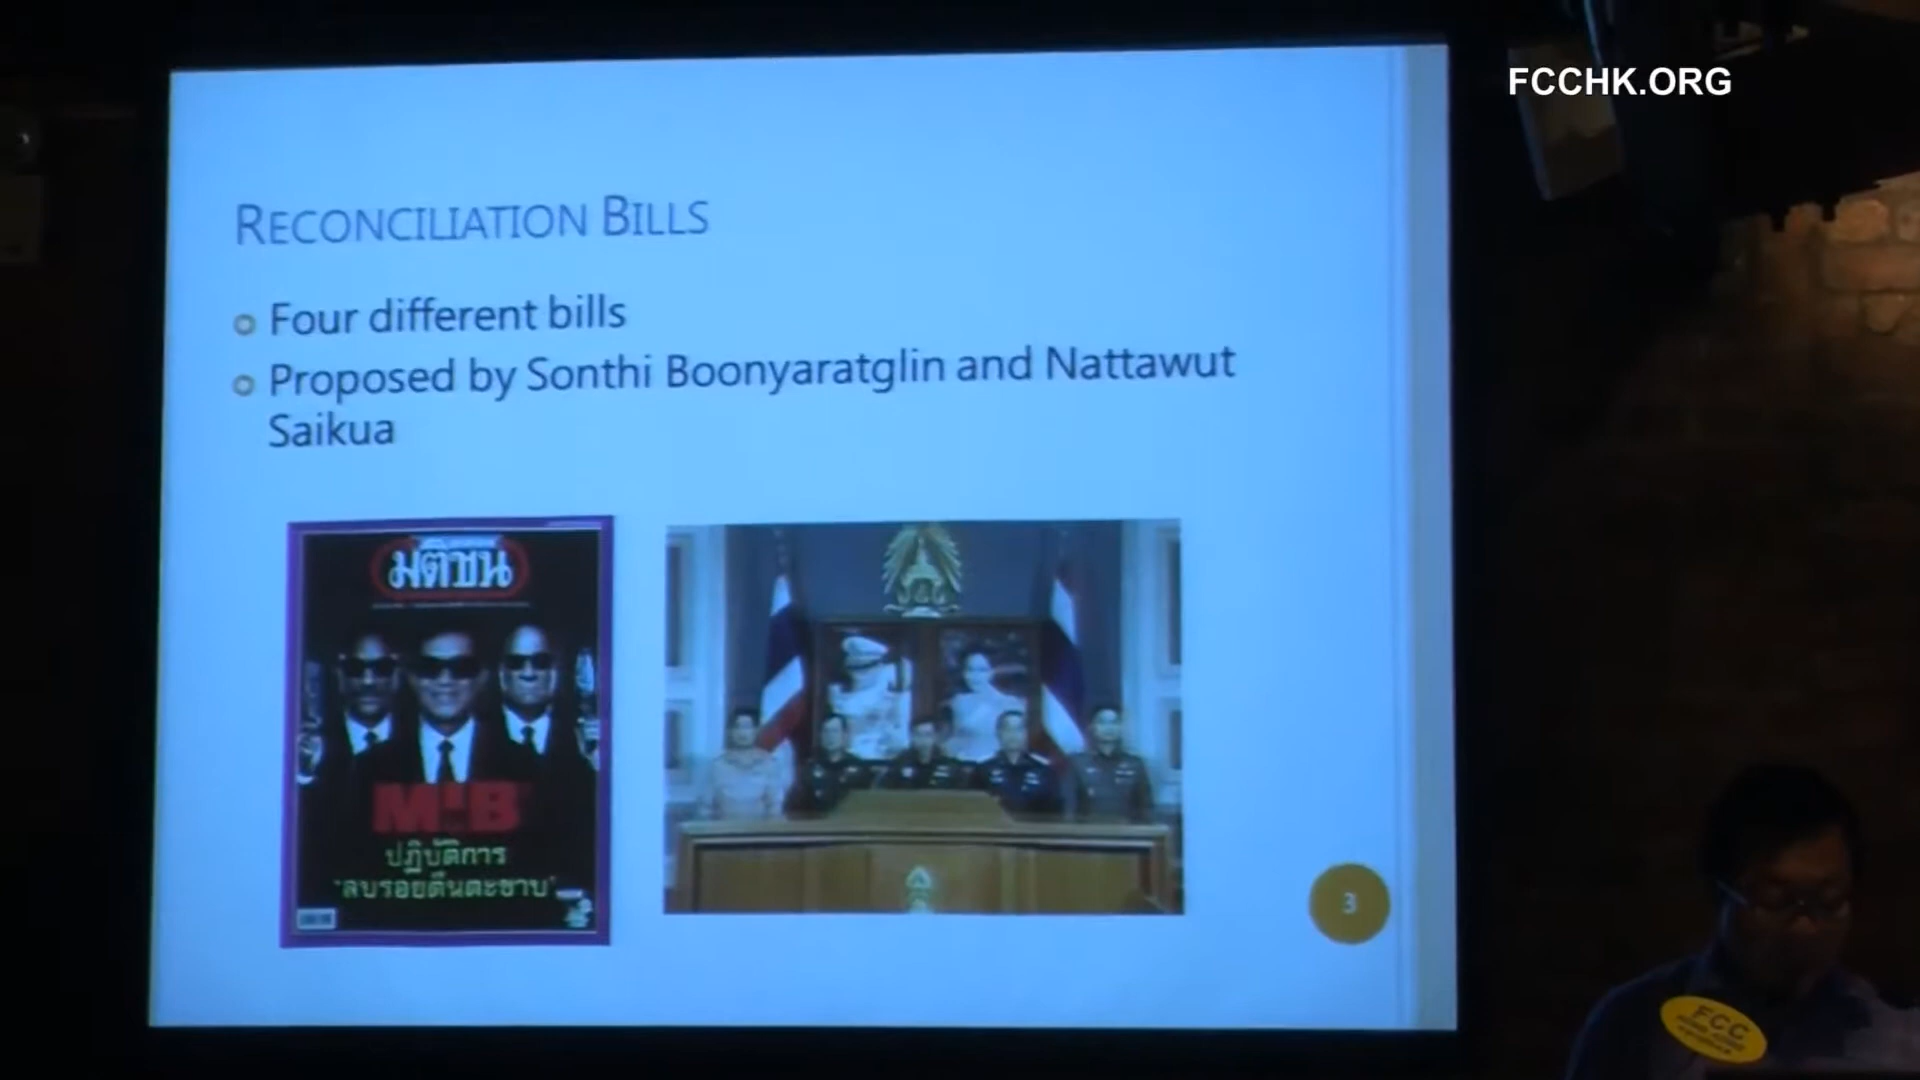 FCCHK.ORG
RECONCILIATION BILLS
Four different bills
Proposed by Sonthi Boonyaratglin and Nattawut
Saikua
มติชน
MiB
ปฏิบัติการ
"ลบรอยตีนตะขาบ"
3
FCC